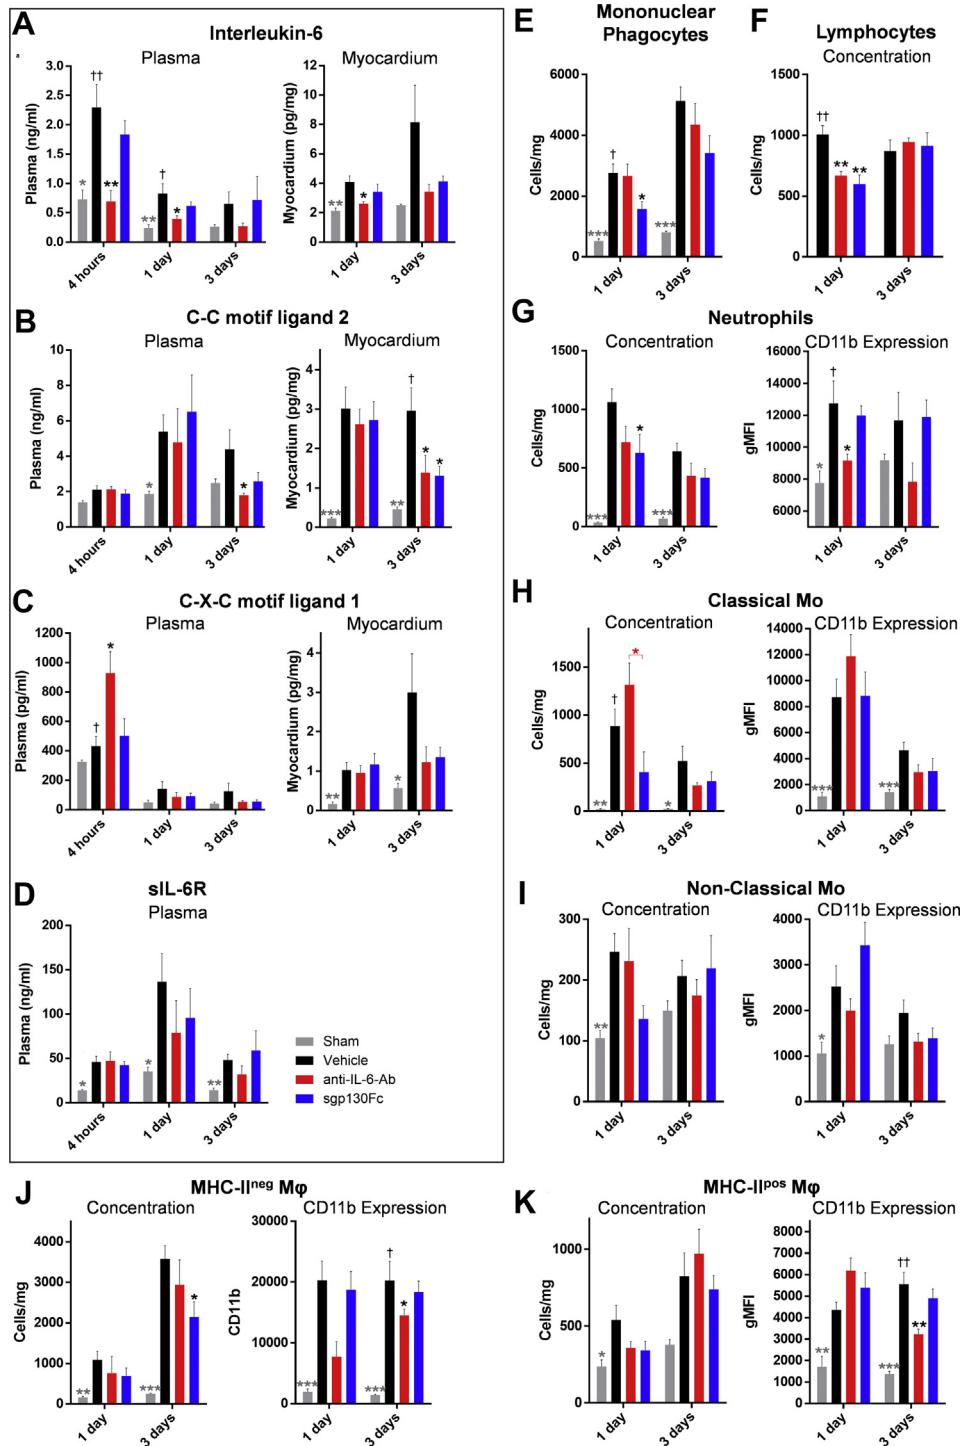 A
Interleukin-6
Plasma
Myocardium
Plasma (ng/ml)
3.0
2.5
2.0
1.5
1.0
0.5
0.0
††
*
**
†
**
*
4 hours
1 day
3 days
Myocardium (pg/mg)
12
10
8
6
4
2
0
**
*
1 day
3 days
B
C-C motif ligand 2
Plasma
Myocardium
Plasma (ng/ml)
10
8
6
4
2
0
*
*
4 hours
1 day
3 days
Myocardium (pg/mg)
4
3
2
1
0
***
†
**
*
*
1 day
3 days
C
C-X-C motif ligand 1
Plasma
Myocardium
Plasma (pg/ml)
1200
1000
800
600
400
200
0
†
*
4 hours
1 day
3 days
Myocardium (pg/mg)
4
3
2
1
0
**
*
1 day
3 days
D
sIL-6R
Plasma
Plasma (ng/ml)
200
150
100
50
0
*
*
**
4 hours
1 day
3 days
Sham
Vehicle
anti-IL-6-Ab
sgp130Fc
E
Mononuclear
Phagocytes
Cells/mg
6000
4000
2000
0
***
†
*
***
1 day
3 days
F
Lymphocytes
Concentration
Cells/mg
1500
1000
500
0
††
**
**
1 day
3 days
G
Neutrophils
Concentration
CD11b Expression
Cells/mg
1500
1000
500
0
***
*
***
1 day
3 days
gMFI
16000
14000
12000
10000
8000
6000
*
†
*
1 day
3 days
H
Classical Mo
Concentration
CD11b Expression
Cells/mg
1500
1000
500
0
**
†
*
*
1 day
3 days
gMFI
14000
12000
10000
8000
6000
4000
2000
0
***
***
1 day
3 days
I
Non-Classical Mo
Concentration
CD11b Expression
Cells/mg
300
200
100
0
**
1 day
3 days
gMFI
4000
3000
2000
1000
0
*
1 day
3 days
J
MHC-IIneg Mφ
Concentration
CD11b Expression
Cells/mg
4000
3000
2000
1000
0
**
***
*
1 day
3 days
CD11b
30000
20000
10000
0
***
***
†
*
1 day
3 days
K
MHC-IIpos Mφ
Concentration
CD11b Expression
Cells/mg
1000
500
0
*
1 day
3 days
gMFI
8000
7000
6000
5000
4000
3000
2000
1000
0
**
***
††
**
1 day
3 days